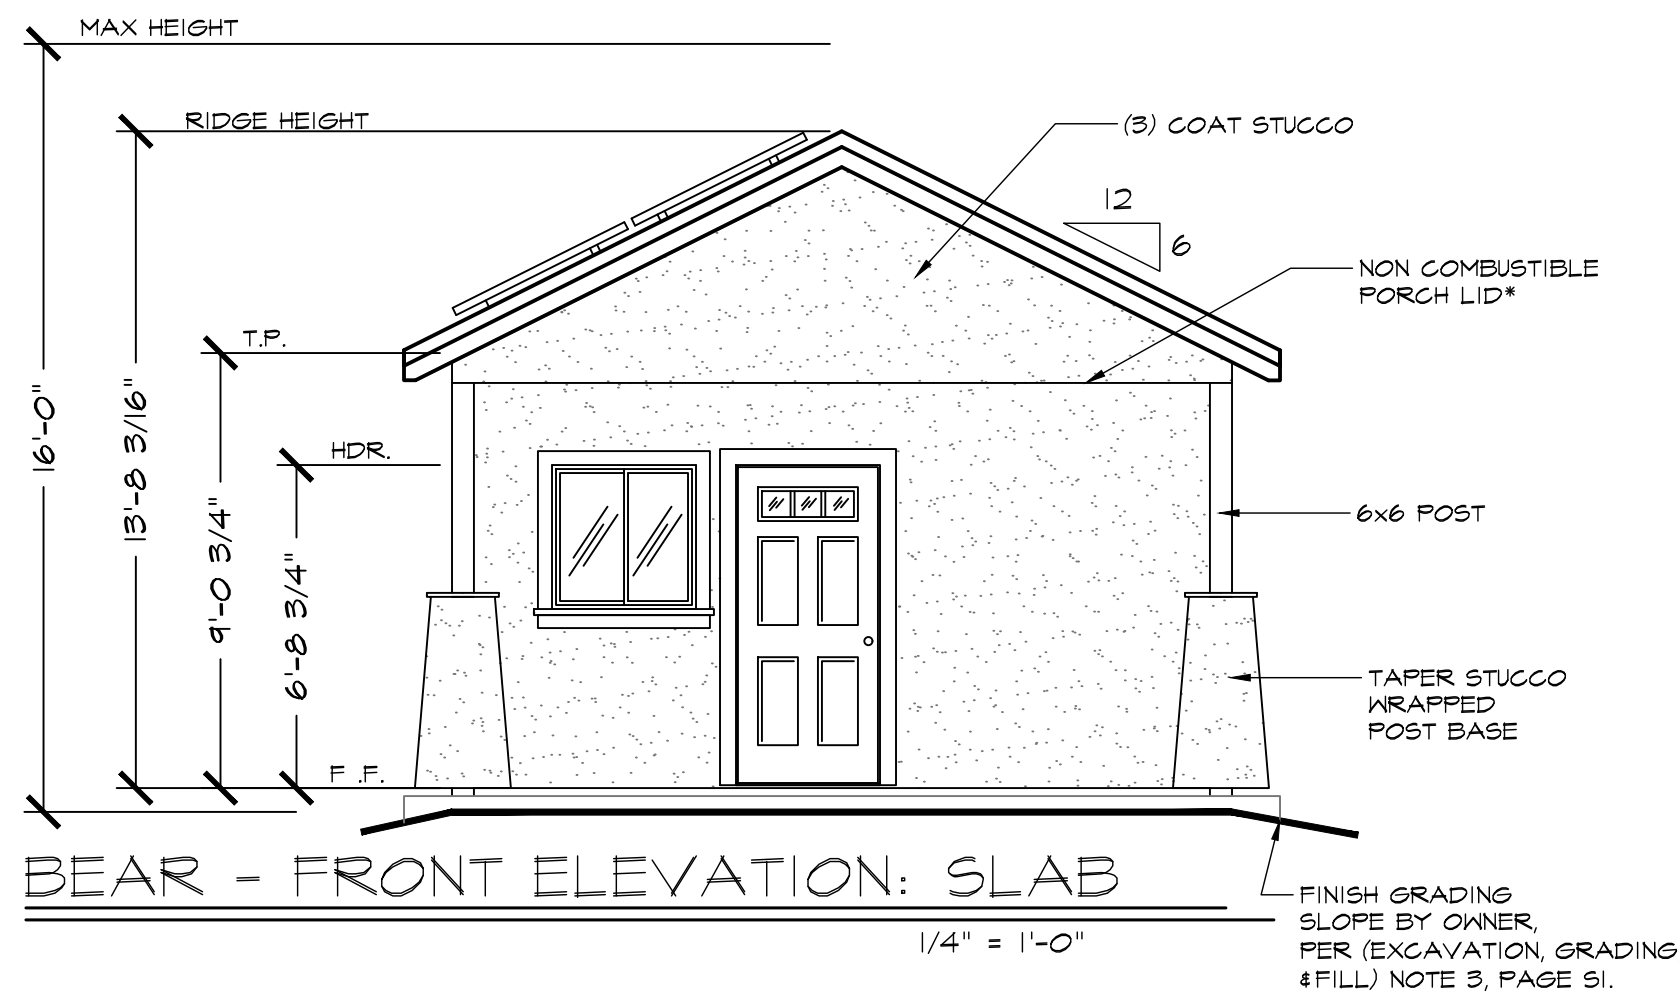 MAX HEIGHT
RIDGE HEIGHT
(3) COAT STUCCO
12
6
NON COMBUSTIBLE
PORCH LID*
T.P.
16'-0"
13'-8 3/16"
HDR.
9'-0 3/4"
6'-8 3/4"
6x6 POST
TAPER STUCCO
WRAPPED
POST BASE
F .F.
BEAR - FRONT ELEVATION: SLAB
1/4" = 1'-0"
FINISH GRADING
SLOPE BY OWNER,
PER (EXCAVATION, GRADING
&FILL) NOTE 3, PAGE S1.